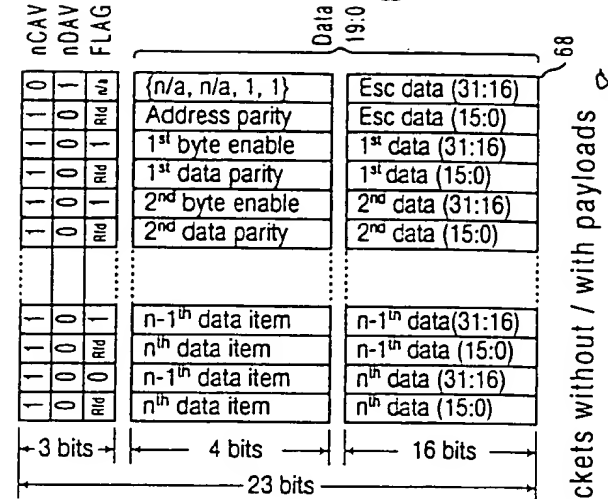 nCAV nDAV FLAG Data 19:0
68
0 1 n/a {n/a, n/a, 1, 1} Esc data (31:16)
1 0 Rfd Address parity Esc data (15:0)
1 0 1 1st byte enable 1st data (31:16)
1 0 Rfd 1st data parity 1st data (15:0)
1 0 1 2nd byte enable 2nd data (31:16)
1 0 Rfd 2nd data parity 2nd data (15:0)
1 0 1 n-1th data item n-1th data(31:16)
1 0 Rfd nth data item n-1th data (15:0)
1 0 0 n-1th data item nth data (31:16)
1 0 Rfd nth data item nth data (15:0)
3 bits 4 bits 16 bits
23 bits
ckets without / with payloads